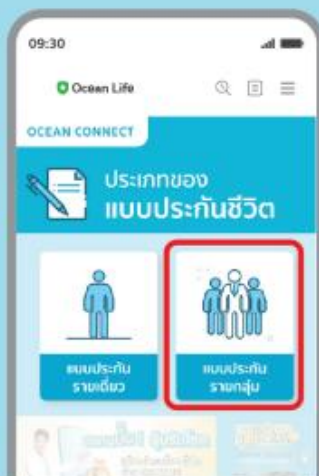 09:30
Ocean Life
OCEAN CONNECT
ประเภทของ
แบบประกันชีวิต
แบบประกัน
รายเดี่ยว
แบบประกัน
รายกลุ่ม